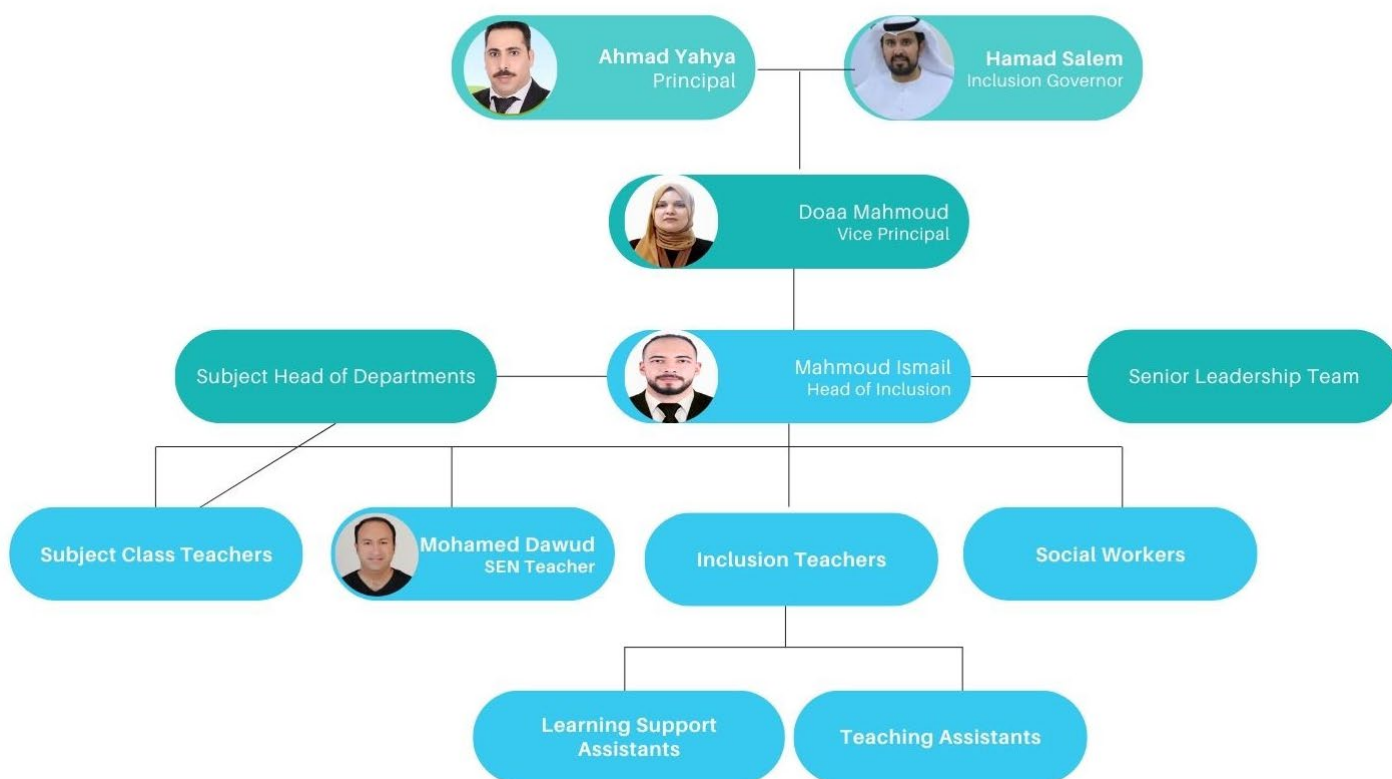 Ahmad Yahya
Principal
Hamad Salem
Inclusion Governor
Doaa Mahmoud
Vice Principal
Subject Head of Departments
Mahmoud Ismail
Head of Inclusion
Senior Leadership Team
Subject Class Teachers
Mohamed Dawud
SEN Teacher
Inclusion Teachers
Social Workers
Learning Support
Assistants
Teaching Assistants